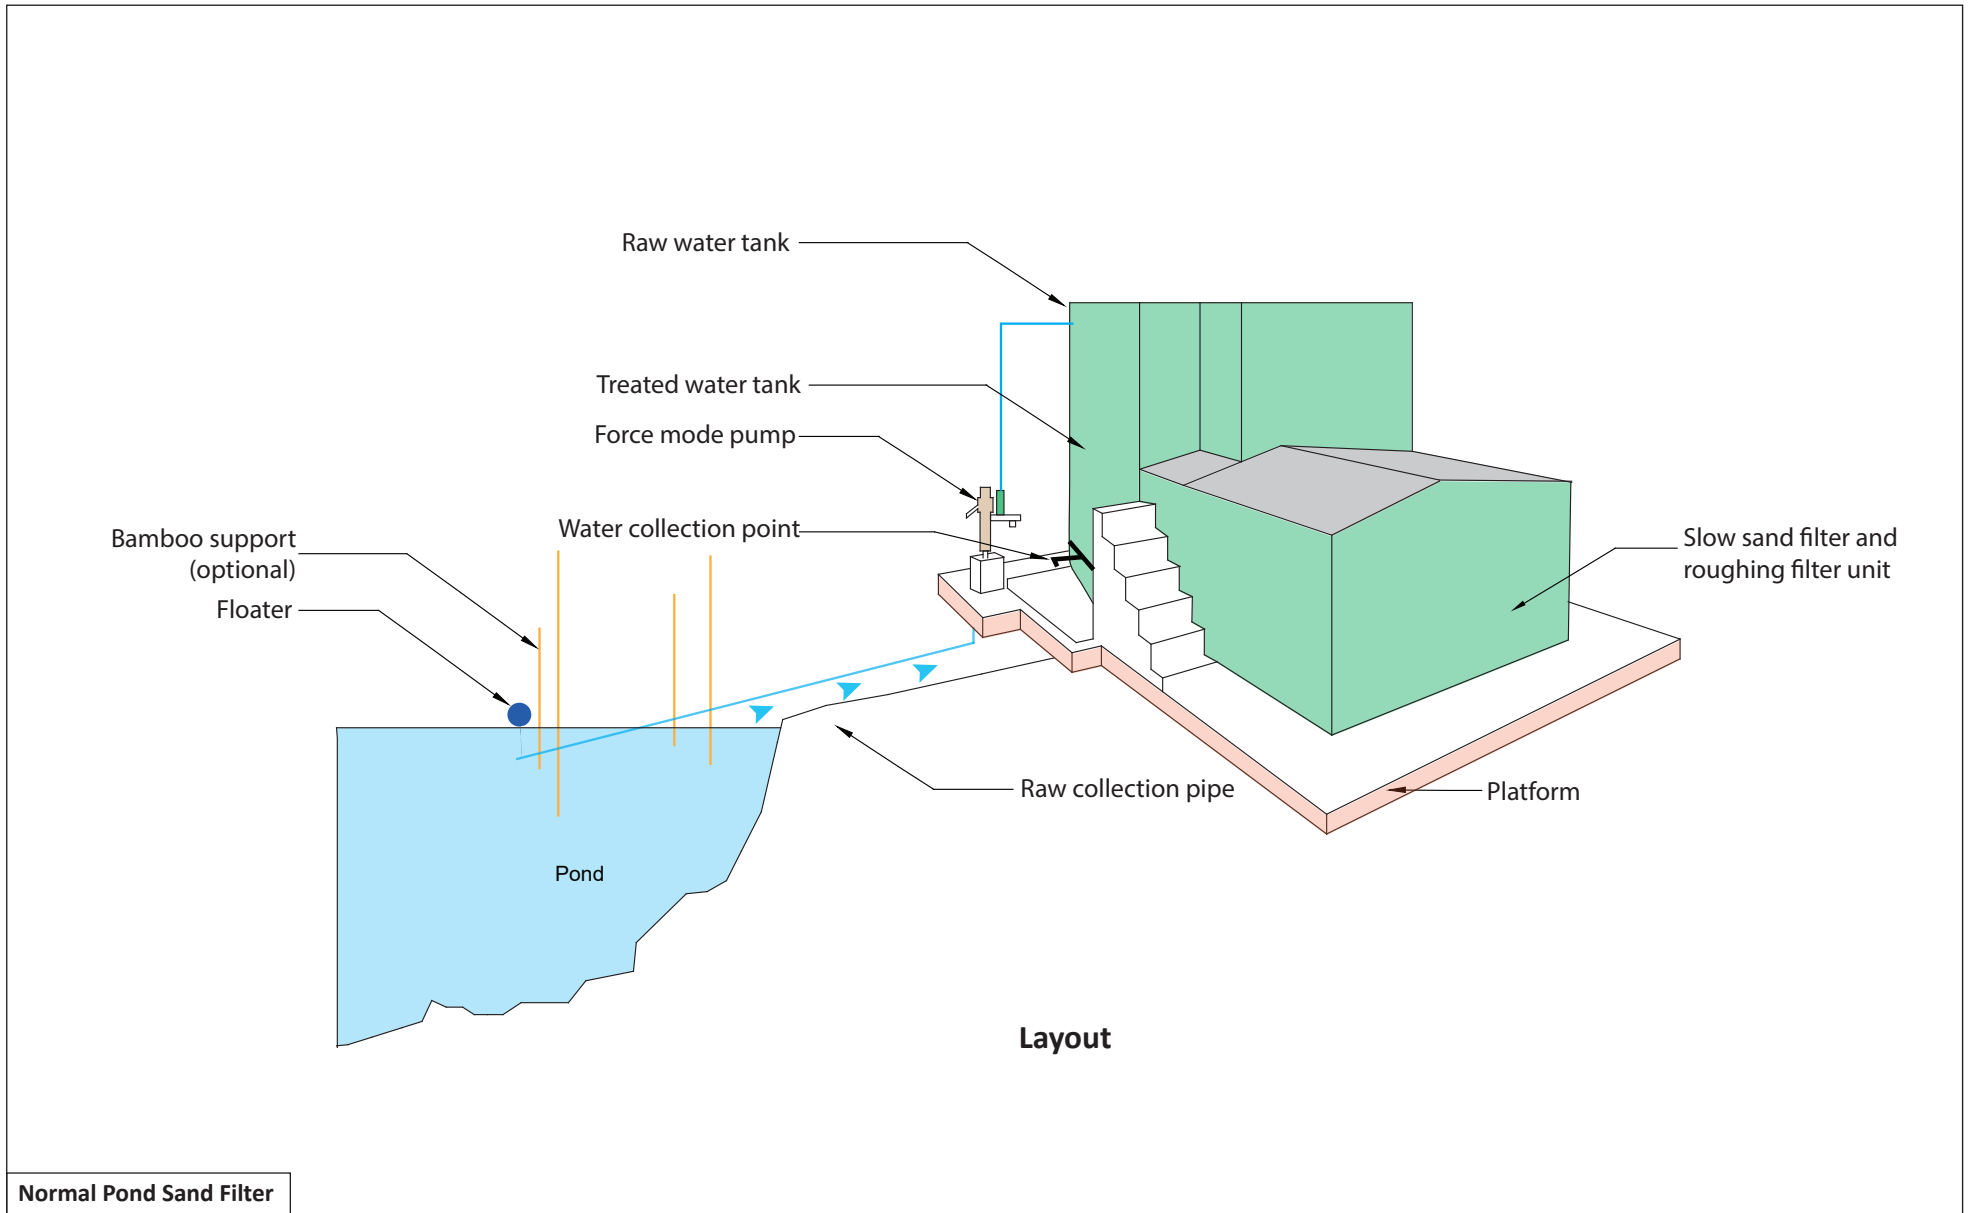 Raw water tank
Treated water tank
Force mode pump
Water collection point
Bamboo support
(optional)
Floater
Slow sand filter and
roughing filter unit
Raw collection pipe
Platform
Pond
Layout
Normal Pond Sand Filter